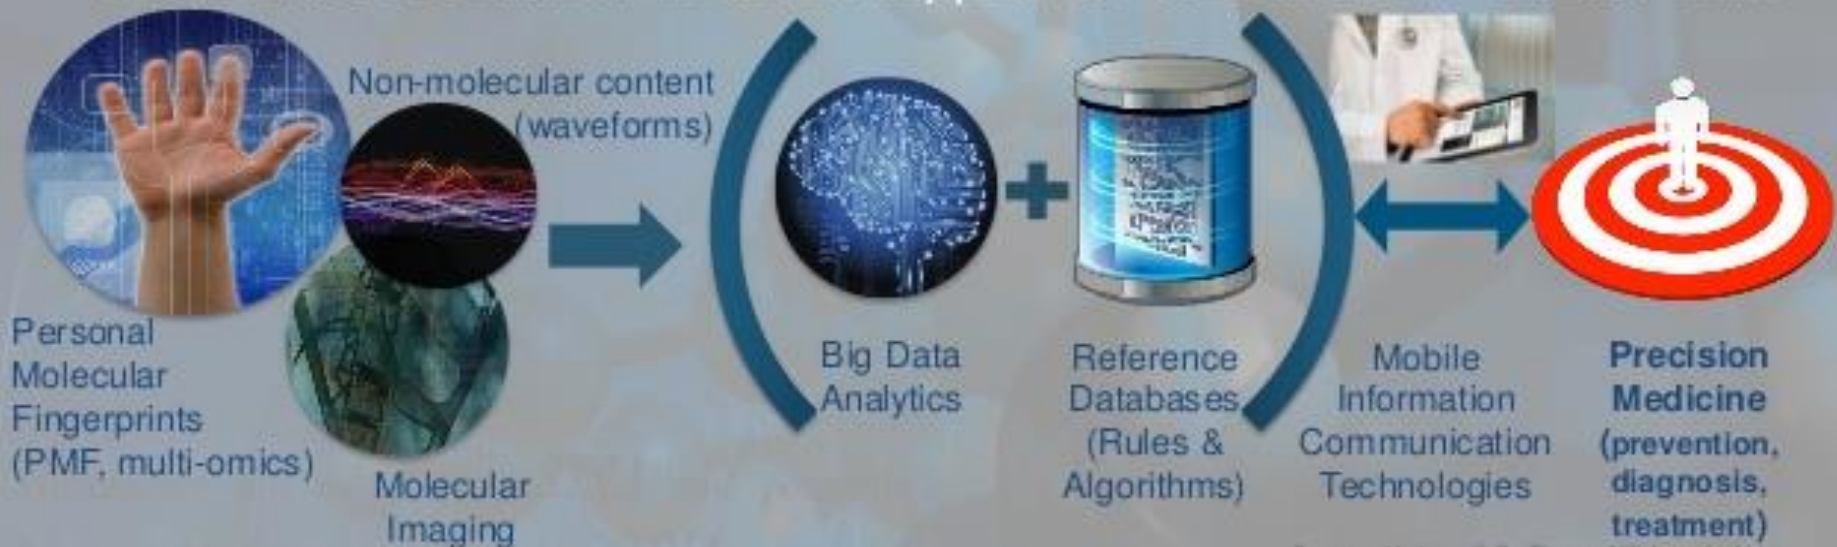 Non-molecular content
(waveforms)
Personal
Molecular
Fingerprints
(PMF, multi-omics)
Molecular
Imaging
Big Data
Analytics
Reference
Databases
(Rules &
Algorithms)
Mobile
Information
Communication
Technologies
Precision
Medicine
(prevention,
diagnosis,
treatment)